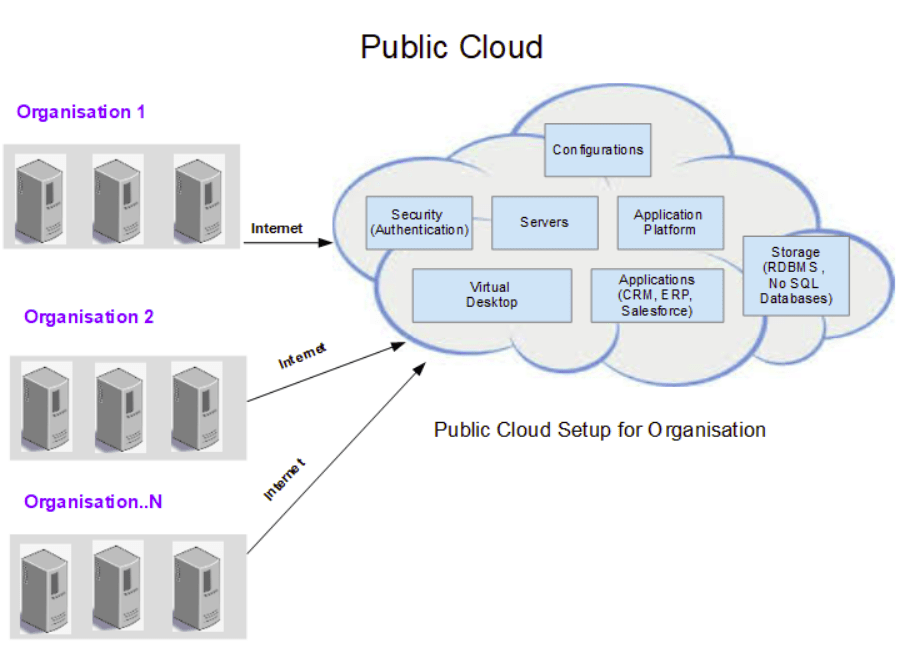 Public Cloud
Organisation 1
Configurations
Internet
Security
(Authentication)
Servers
Application
Platform
Storage
(RDBMS ,
No SQL
Databases)
Virtual
Desktop
Applications
(CRM, ERP,
Salesforce)
Organisation 2
Internet
Public Cloud Setup for Organisation
Internet
Organisation..N